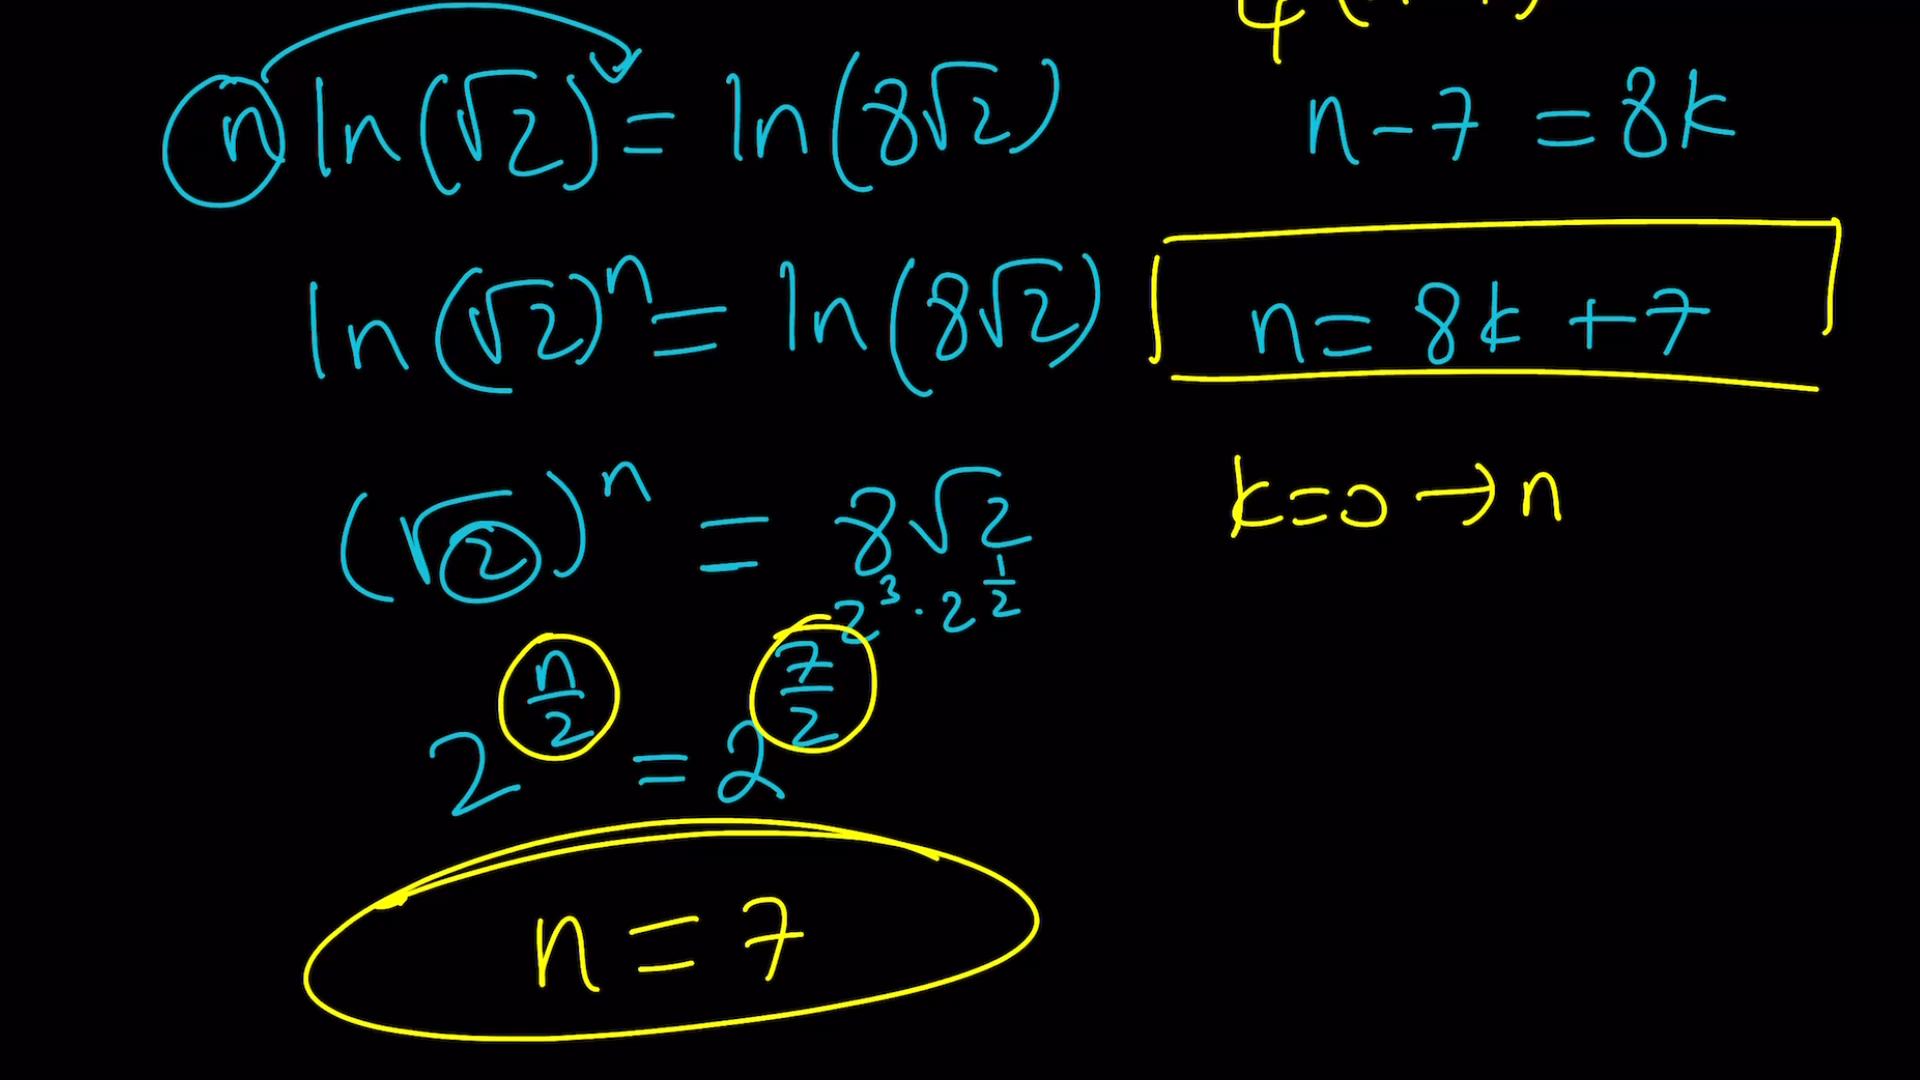 n ln(√2) = ln(8√2)
ln(√2)^n = ln(8√2)
(√2)^n = 8√2
2^3 · 2^(1/2)
2^(n/2) = 2^(7/2)
n = 7
n - 7 = 8k
n = 8k + 7
k = 0 → n